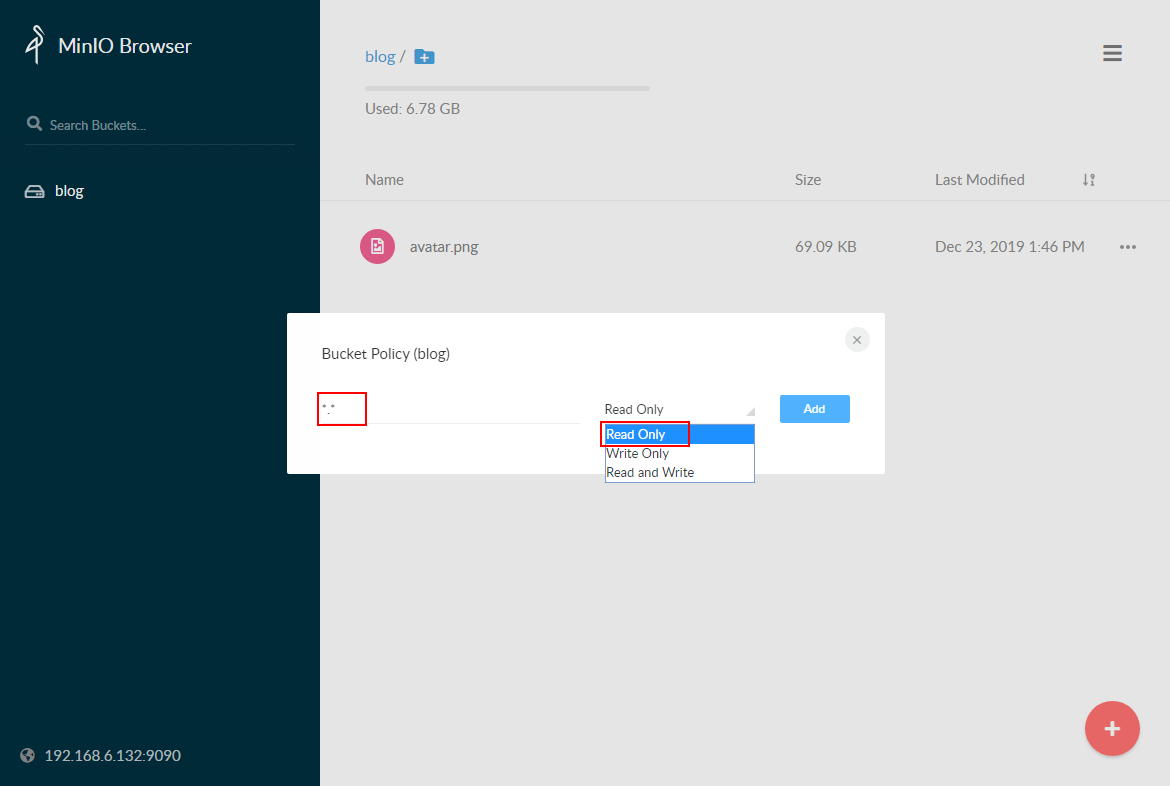 MinIO Browser
Search Buckets...
blog
192.168.6.132:9090
blog /
Used: 6.78 GB
Name Size Last Modified
avatar.png 69.09 KB Dec 23, 2019 1:46 PM
Bucket Policy (blog)
*.* Read Only Add
Read Only
Write Only
Read and Write